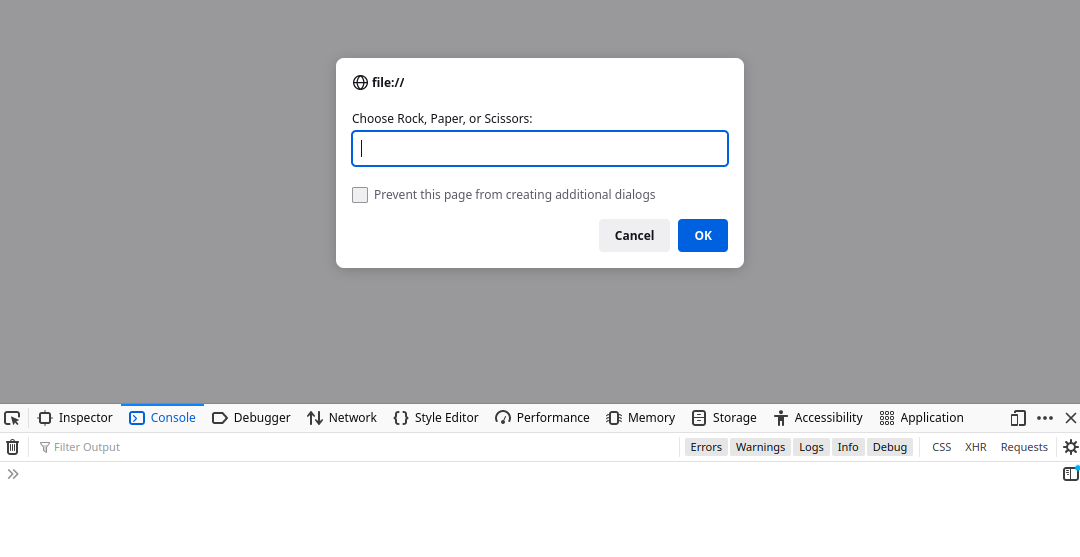 file://
Choose Rock, Paper, or Scissors:
Prevent this page from creating additional dialogs
Cancel OK
Inspector Console Debugger Network Style Editor Performance Memory Storage Accessibility Application
Filter Output Errors Warnings Logs Info Debug CSS XHR Requests